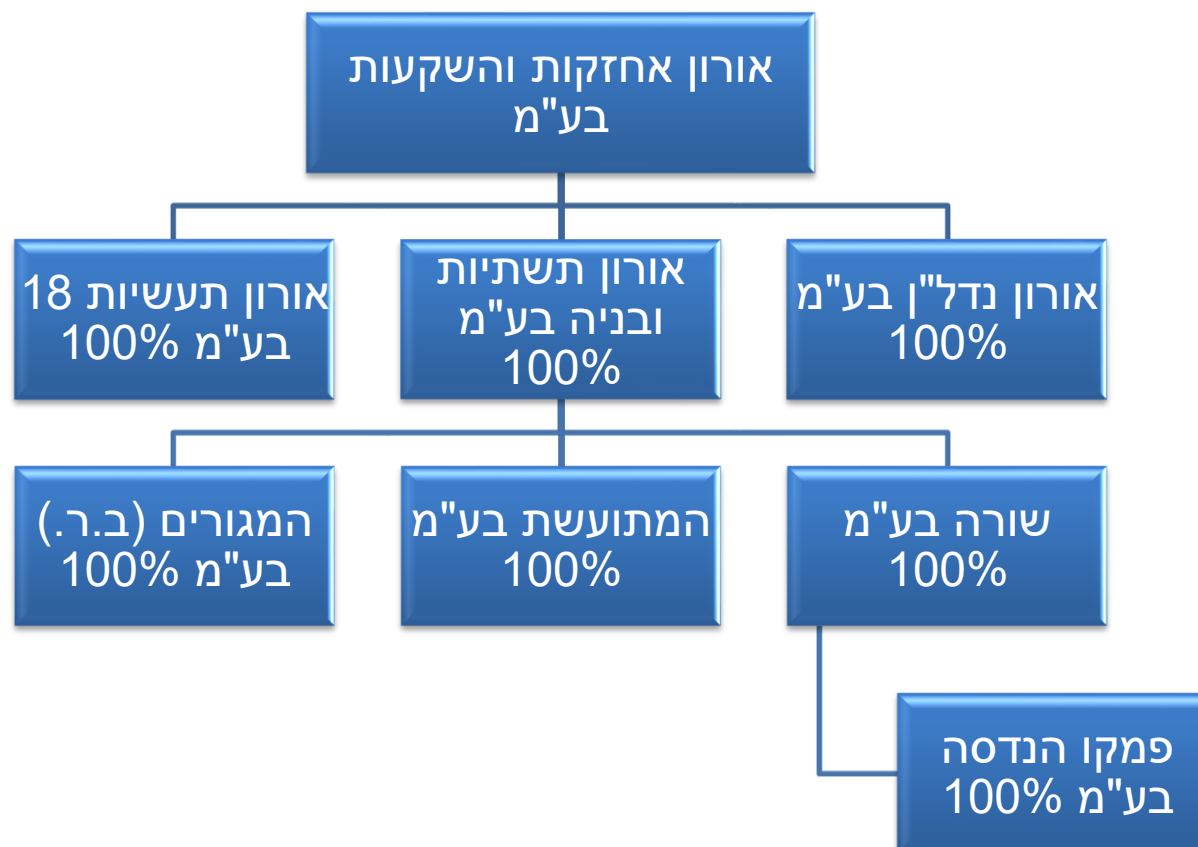 אורון אחזקות והשקעות
בע"מ
אורון נדל"ן בע"מ
100%
אורון תשתיות
ובניה בע"מ
100%
אורון תעשיות 18
בע"מ 100%
שורה בע"מ
100%
המתועשת בע"מ
100%
המגורים (ב.ר.)
בע"מ 100%
פמקו הנדסה
בע"מ 100%